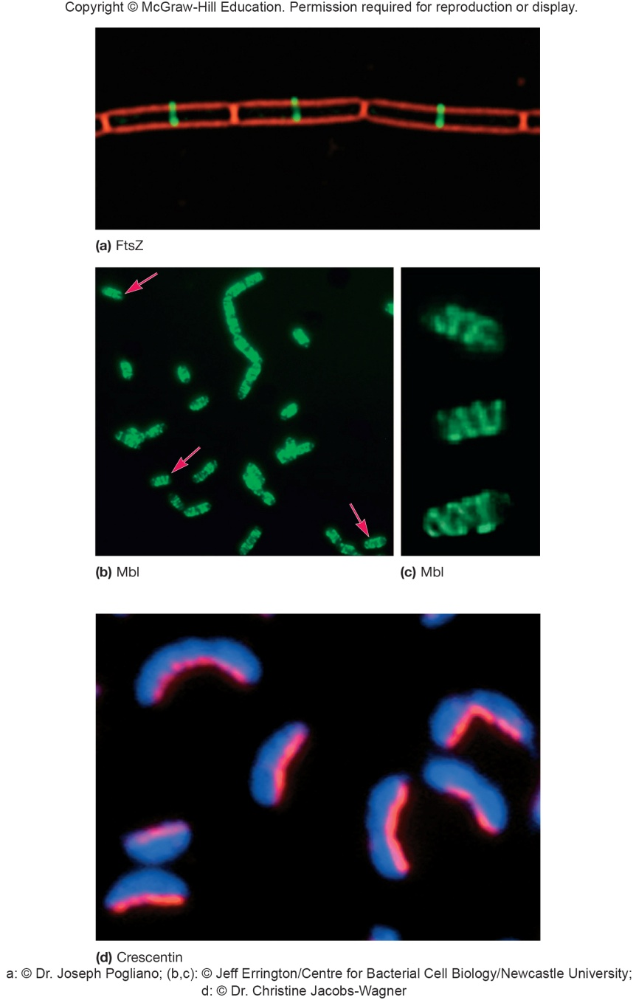 Copyright © McGraw-Hill Education. Permission required for reproduction or display.
(a) FtsZ
(b) Mbl
(c) Mbl
(d) Crescentin
a: © Dr. Joseph Pogliano; (b,c): © Jeff Errington/Centre for Bacterial Cell Biology/Newcastle University;
d: © Dr. Christine Jacobs-Wagner